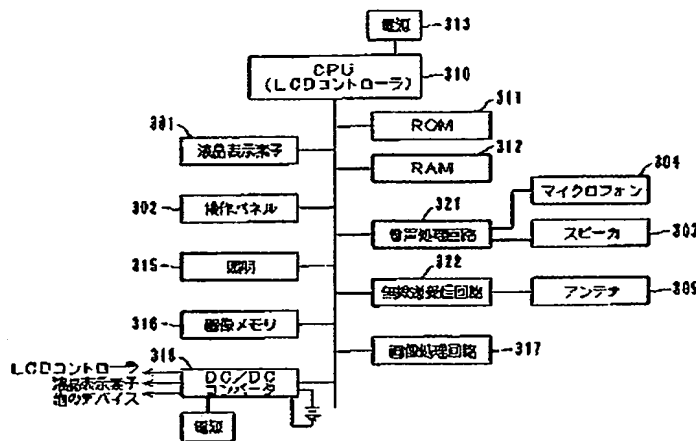 電源
313
CPU
(LCDコントローラ)
310
311
ROM
312
RAM
301
液晶表示素子
302
操作パネル
321
音声処理回路
304
マイクロフォン
スピーカ
303
315
照明
322
無線送受信回路
アンテナ
309
316
画像メモリ
画像処理回路
317
318
LCDコントローラ
液晶表示素子
他のデバイス
DC/DC
コンバータ
電源